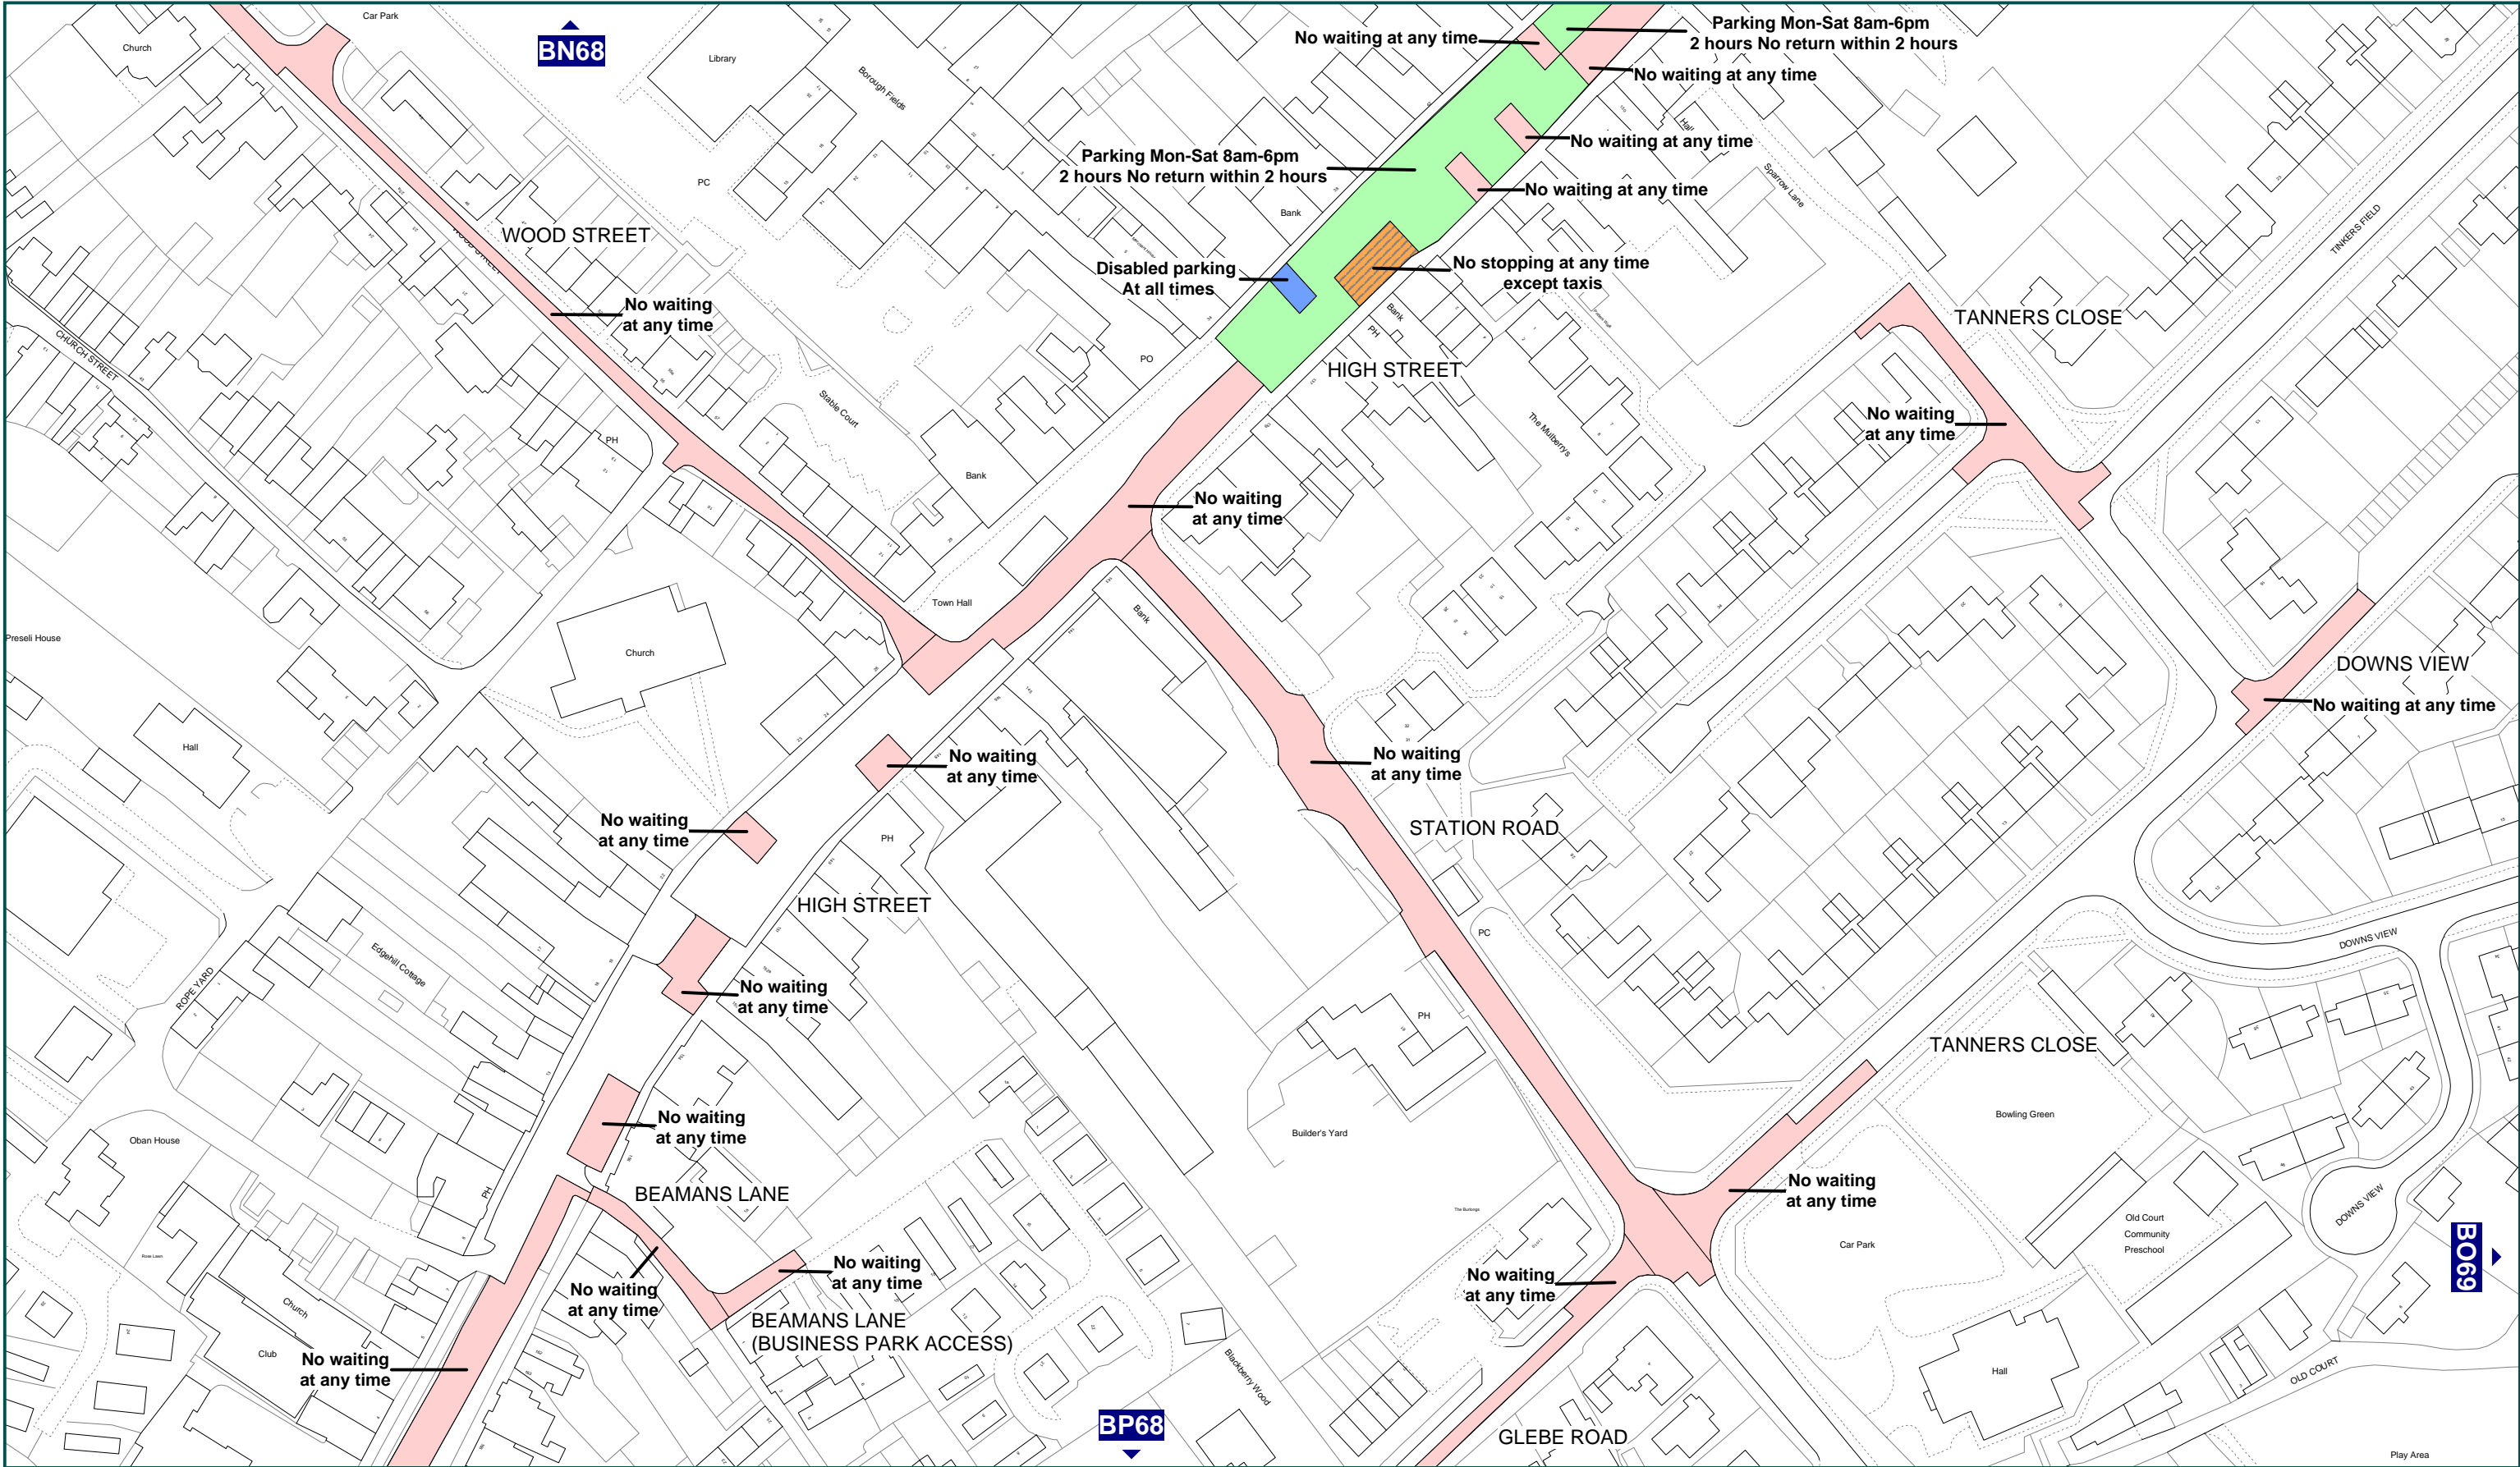 Car Park
Church
BN68
Library
Borough Fields
No waiting at any time
Parking Mon-Sat 8am-6pm
2 hours No return within 2 hours
No waiting at any time
Hall
No waiting at any time
Parking Mon-Sat 8am-6pm
2 hours No return within 2 hours
PC
Sparrow Lane
No waiting at any time
Bank
TINKERS FIELD
WOOD STREET
WOOD STREET
Disabled parking
At all times
No stopping at any time
except taxis
No waiting
at any time
Bank
PH
TANNERS CLOSE
CHURCH STREET
PO
HIGH STREET
Stable Court
The Mulberrys
No waiting
at any time
PH
Bank
No waiting
at any time
Town Hall
Bank
Preseli House
Church
DOWNS VIEW
No waiting at any time
Hall
No waiting
at any time
No waiting
at any time
No waiting
at any time
STATION ROAD
PH
HIGH STREET
PC
DOWNS VIEW
Edgehill Cottage
ROPE YARD
No waiting
at any time
PH
TANNERS CLOSE
Bowling Green
No waiting
at any time
Builder's Yard
Oban House
PH
BEAMANS LANE
No waiting
at any time
DOWNS VIEW
The Buntings
Old Court
Community
Preschool
Car Park
Rose Lawn
BO69
No waiting
at any time
No waiting
at any time
No waiting
at any time
Church
BEAMANS LANE
(BUSINESS PARK ACCESS)
Club
No waiting
at any time
Blackberry Wood
Hall
OLD COURT
BP68
GLEBE ROAD
Play Area